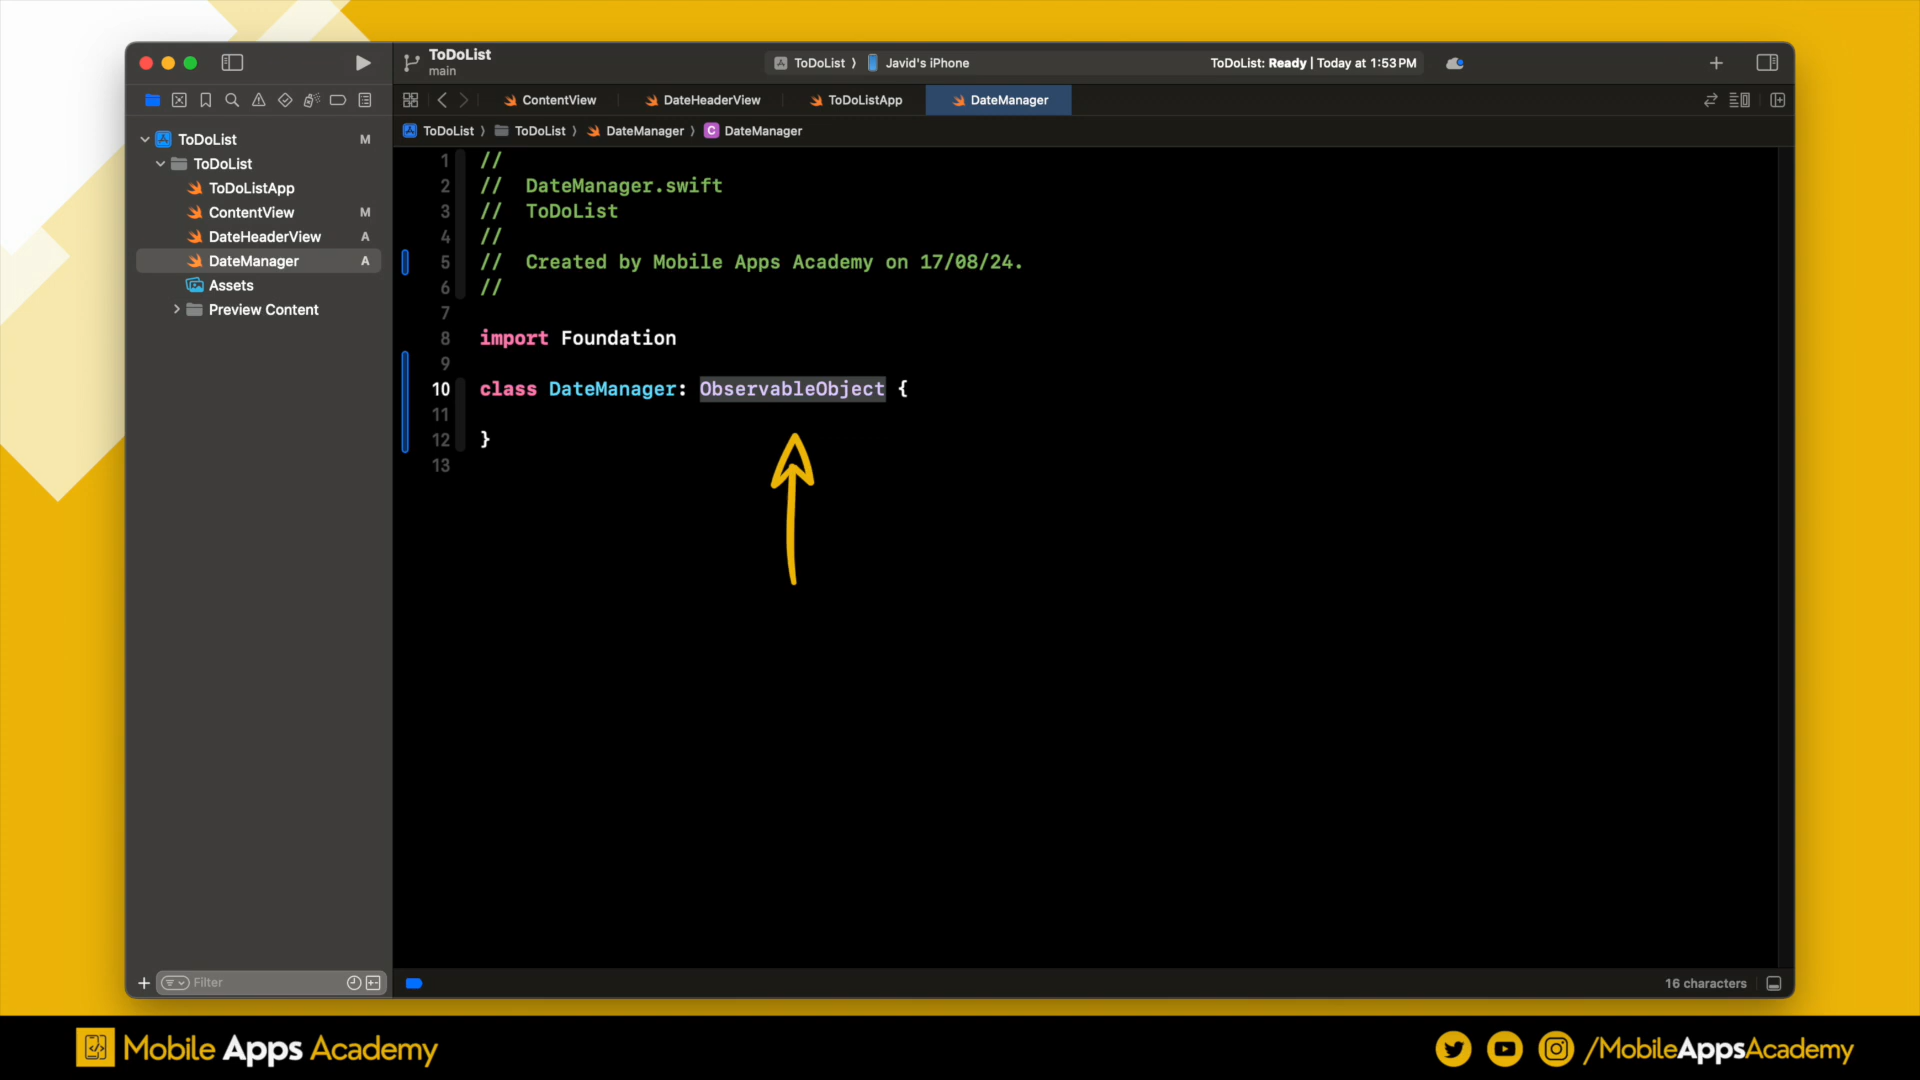 ToDoList
main
ToDoList 〉 Javid's iPhone
ToDoList: Ready | Today at 1:53 PM
ContentView
DateHeaderView
ToDoListApp
DateManager
ToDoList 〉 ToDoList 〉 DateManager 〉 C DateManager
ToDoList M
ToDoList
ToDoListApp
ContentView M
DateHeaderView A
DateManager A
Assets
Preview Content
1 //
2 // DateManager.swift
3 // ToDoList
4 //
5 // Created by Mobile Apps Academy on 17/08/24.
6 //
7
8 import Foundation
9
10 class DateManager: ObservableObject {
11
12 }
13
Filter
16 characters
Mobile Apps Academy
/MobileAppsAcademy